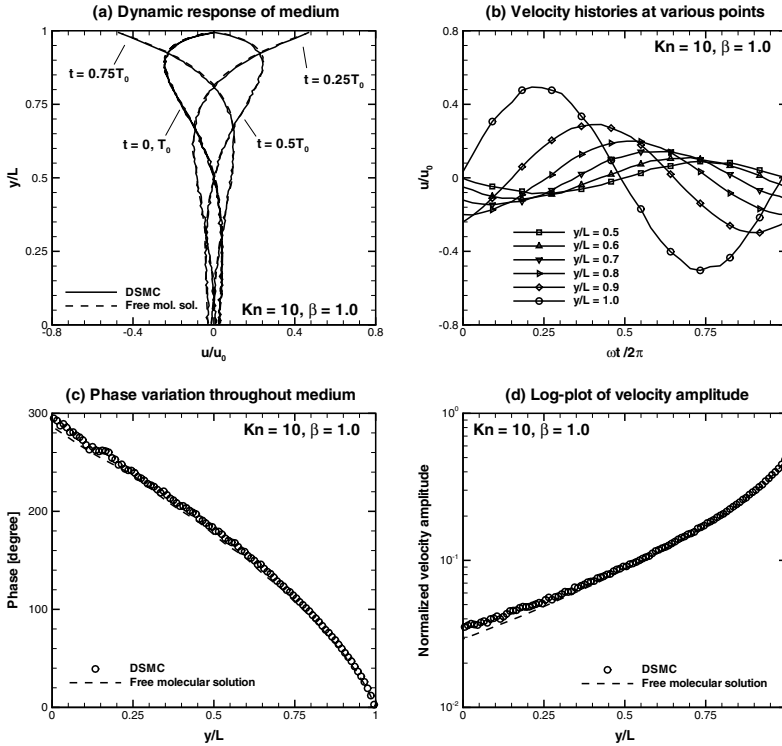 (a) Dynamic response of medium
1
0.75
0.5
0.25
0
y/L
t = 0.75T0
t = 0.25T0
t = 0, T0
t = 0.5T0
DSMC
Free mol. sol.
Kn = 10, β = 1.0
-0.8
-0.4
0
0.4
0.8
u/u0
(b) Velocity histories at various points
Kn = 10, β = 1.0
0.8
0.4
0
-0.4
-0.8
u/u0
y/L = 0.5
y/L = 0.6
y/L = 0.7
y/L = 0.8
y/L = 0.9
y/L = 1.0
0
0.25
0.5
0.75
ωt/2π
(c) Phase variation throughout medium
Kn = 10, β = 1.0
300
200
100
0
Phase [degree]
DSMC
Free molecular solution
0
0.25
0.5
0.75
1
y/L
(d) Log-plot of velocity amplitude
Kn = 10, β = 1.0
10^0
10^-1
10^-2
Normalized velocity amplitude
DSMC
Free molecular solution
0
0.25
0.5
0.75
y/L